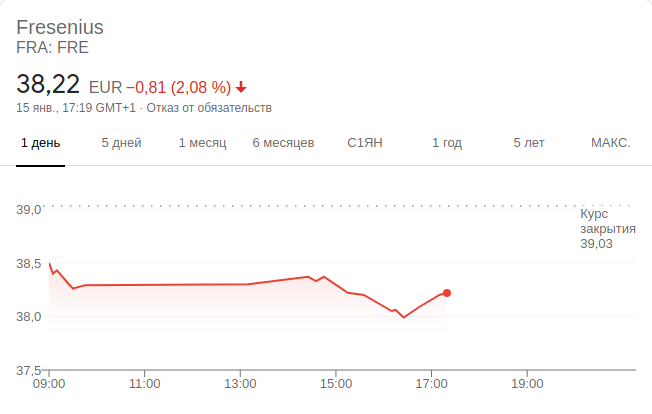 Fresenius
FRA: FRE
38,22 EUR −0,81 (2,08 %)
15 янв., 17:19 GMT+1 · Отказ от обязательств
1 день 5 дней 1 месяц 6 месяцев С1ЯН 1 год 5 лет МАКС.
39,0
Курс
закрытия
39,03
38,5
38,0
37,5
09:00 11:00 13:00 15:00 17:00 19:00